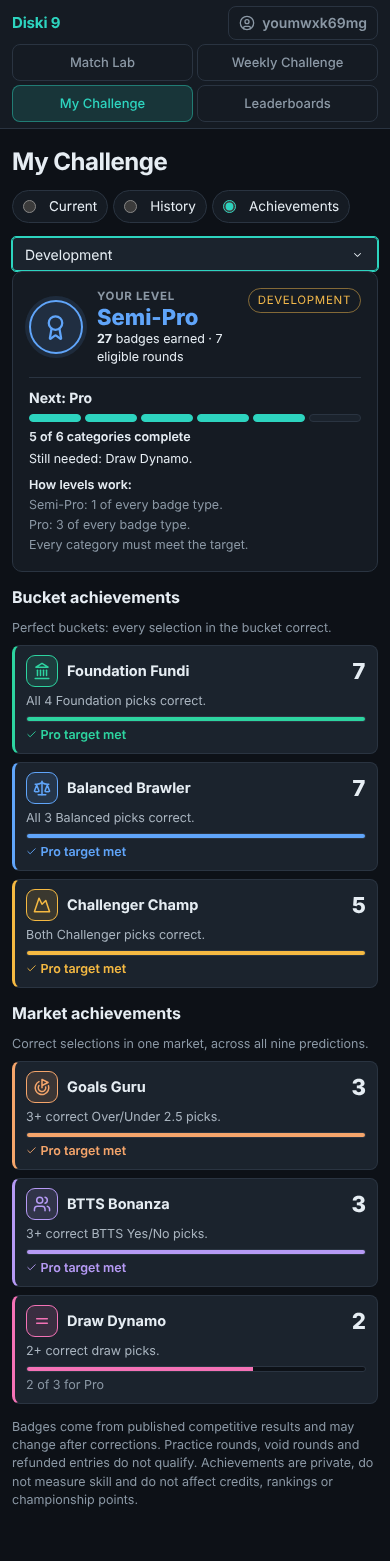 Diski 9
youmwxk69mg
Match Lab
Weekly Challenge
My Challenge
Leaderboards
My Challenge
Current
History
Achievements
Development
YOUR LEVEL
DEVELOPMENT
Semi-Pro
27 badges earned · 7
eligible rounds
Next: Pro
5 of 6 categories complete
Still needed: Draw Dynamo.
How levels work:
Semi-Pro: 1 of every badge type.
Pro: 3 of every badge type.
Every category must meet the target.
Bucket achievements
Perfect buckets: every selection in the bucket correct.
Foundation Fundi
7
All 4 Foundation picks correct.
✓ Pro target met
Balanced Brawler
7
All 3 Balanced picks correct.
✓ Pro target met
Challenger Champ
5
Both Challenger picks correct.
✓ Pro target met
Market achievements
Correct selections in one market, across all nine predictions.
Goals Guru
3
3+ correct Over/Under 2.5 picks.
✓ Pro target met
BTTS Bonanza
3
3+ correct BTTS Yes/No picks.
✓ Pro target met
Draw Dynamo
2
2+ correct draw picks.
2 of 3 for Pro
Badges come from published competitive results and may
change after corrections. Practice rounds, void rounds and
refunded entries do not qualify. Achievements are private, do
not measure skill and do not affect credits, rankings or
championship points.